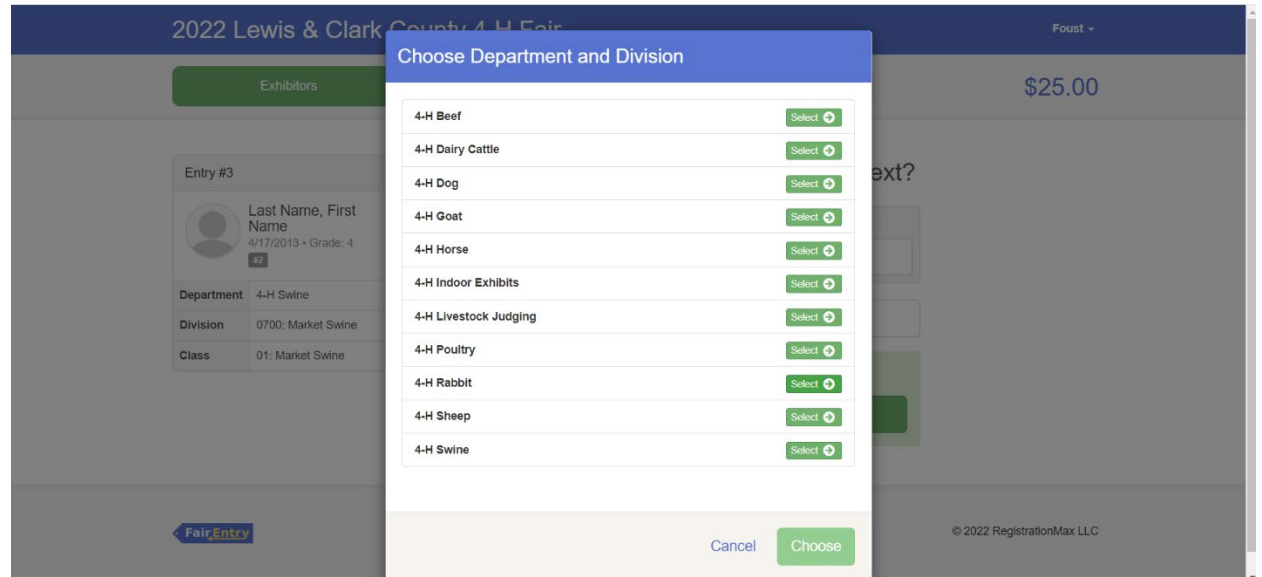 2022 Lewis & Clark County 4-H Fair
Foust
Choose Department and Division
Exhibitors
$25.00
4-H Beef Select
4-H Dairy Cattle Select
4-H Dog Select
4-H Goat Select
4-H Horse Select
4-H Indoor Exhibits Select
4-H Livestock Judging Select
4-H Poultry Select
4-H Rabbit Select
4-H Sheep Select
4-H Swine Select
Cancel Choose
Entry #3
ext?
Last Name, First
Name
4/17/2013 • Grade: 4
#2
Department 4-H Swine
Division 0700: Market Swine
Class 01: Market Swine
FairEntry
© 2022 RegistrationMax LLC